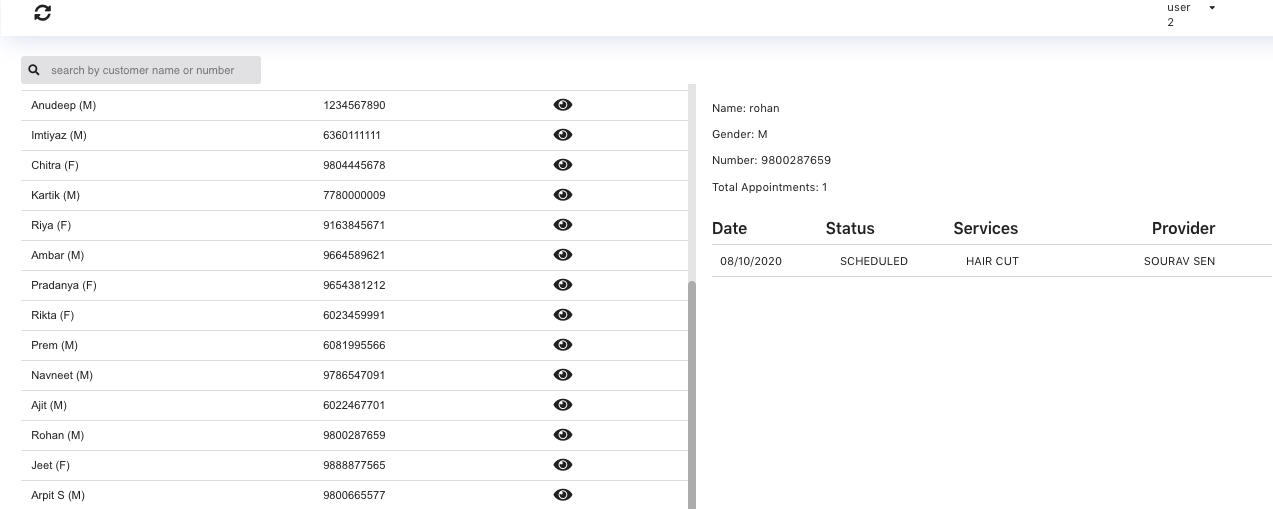 user
2
search by customer name or number
Anudeep (M) 1234567890
Imtiyaz (M) 6360111111
Chitra (F) 9804445678
Kartik (M) 7780000009
Riya (F) 9163845671
Ambar (M) 9664589621
Pradanya (F) 9654381212
Rikta (F) 6023459991
Prem (M) 6081995566
Navneet (M) 9786547091
Ajit (M) 6022467701
Rohan (M) 9800287659
Jeet (F) 9888877565
Arpit S (M) 9800665577
Name: rohan
Gender: M
Number: 9800287659
Total Appointments: 1
Date Status Services Provider
08/10/2020 SCHEDULED HAIR CUT SOURAV SEN